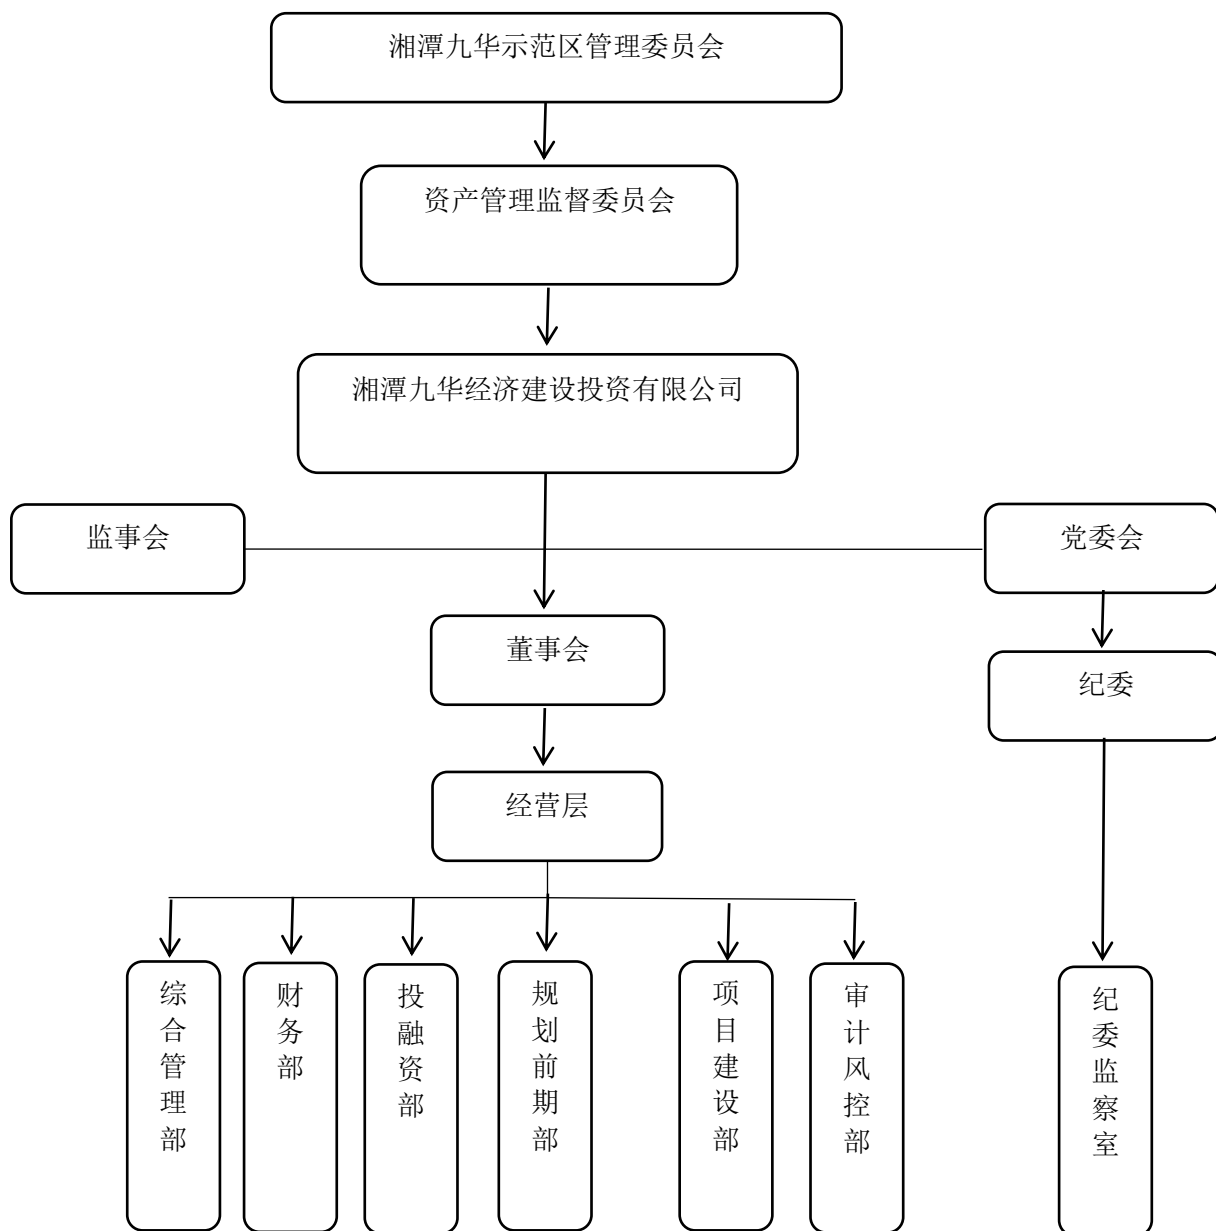 湘潭九华示范区管理委员会
资产管理监督委员会
湘潭九华经济建设投资有限公司
监事会
党委会
董事会
纪委
经营层
综合管理部
财务部
投融资部
规划前期部
项目建设部
审计风控部
纪委监察室